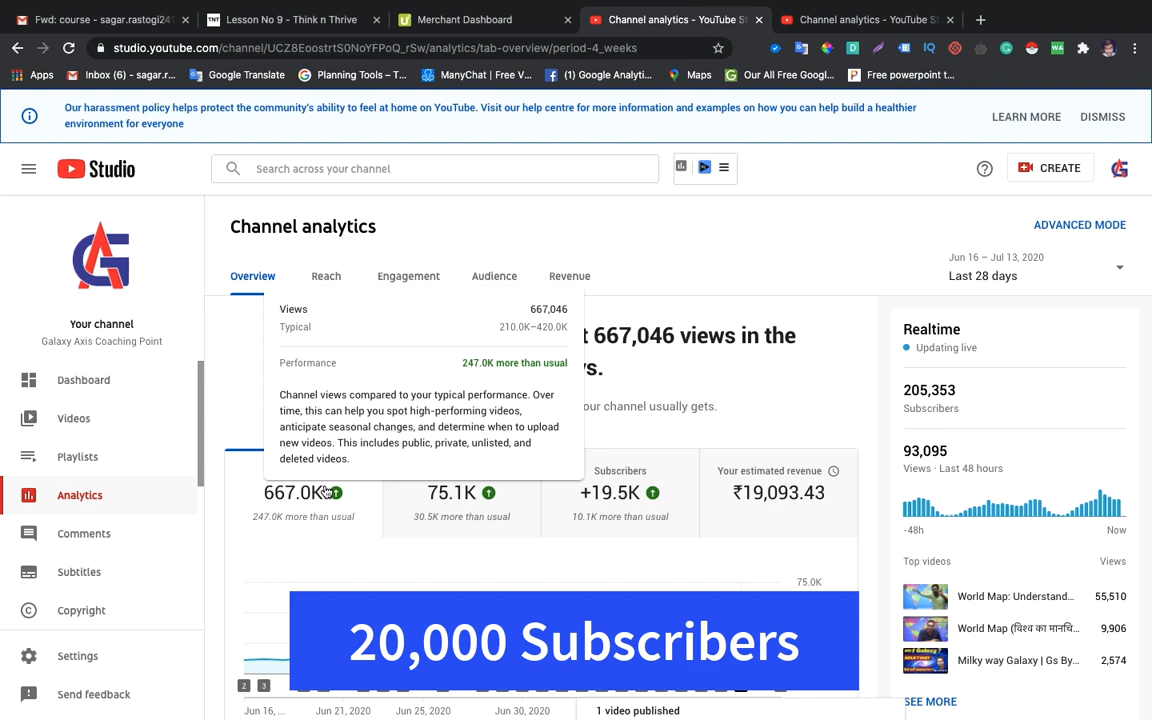 Fwd: course - sagar.rastogi241
Lesson No 9 - Think n Thrive
Merchant Dashboard
Channel analytics - YouTube St
Channel analytics - YouTube St
studio.youtube.com/channel/UCZ8EoostrtS0NoYFPoQ_rSw/analytics/tab-overview/period-4_weeks
Apps
Inbox (6) - sagar.r...
Google Translate
Planning Tools – T...
ManyChat | Free V...
(1) Google Analyti...
Maps
Our All Free Googl...
Free powerpoint t...
Our harassment policy helps protect the community's ability to feel at home on YouTube. Visit our help centre for more information and examples on how you can help build a healthier
environment for everyone
LEARN MORE
DISMISS
Studio
Search across your channel
CREATE
Channel analytics
ADVANCED MODE
Jun 16 – Jul 13, 2020
Last 28 days
Overview
Reach
Engagement
Audience
Revenue
Your channel
Galaxy Axis Coaching Point
Dashboard
Videos
Playlists
Analytics
Comments
Subtitles
Copyright
Settings
Send feedback
Views 667,046
Typical 210.0K–420.0K
Performance 247.0K more than usual
Channel views compared to your typical performance. Over
time, this can help you spot high-performing videos,
anticipate seasonal changes, and determine when to upload
new videos. This includes public, private, unlisted, and
deleted videos.
667,046 views in the
our channel usually gets.
667.0K
247.0K more than usual
75.1K
30.5K more than usual
Subscribers
+19.5K
10.1K more than usual
Your estimated revenue
₹19,093.43
75.0K
20,000 Subscribers
2 3
Jun 16, ...
Jun 21, 2020
Jun 25, 2020
Jun 30, 2020
1 video published
Realtime
Updating live
205,353
Subscribers
93,095
Views · Last 48 hours
-48h
Now
Top videos
Views
World Map: Understand... 55,510
World Map (विश्व का मानचि... 9,906
Milky way Galaxy | Gs By... 2,574
SEE MORE